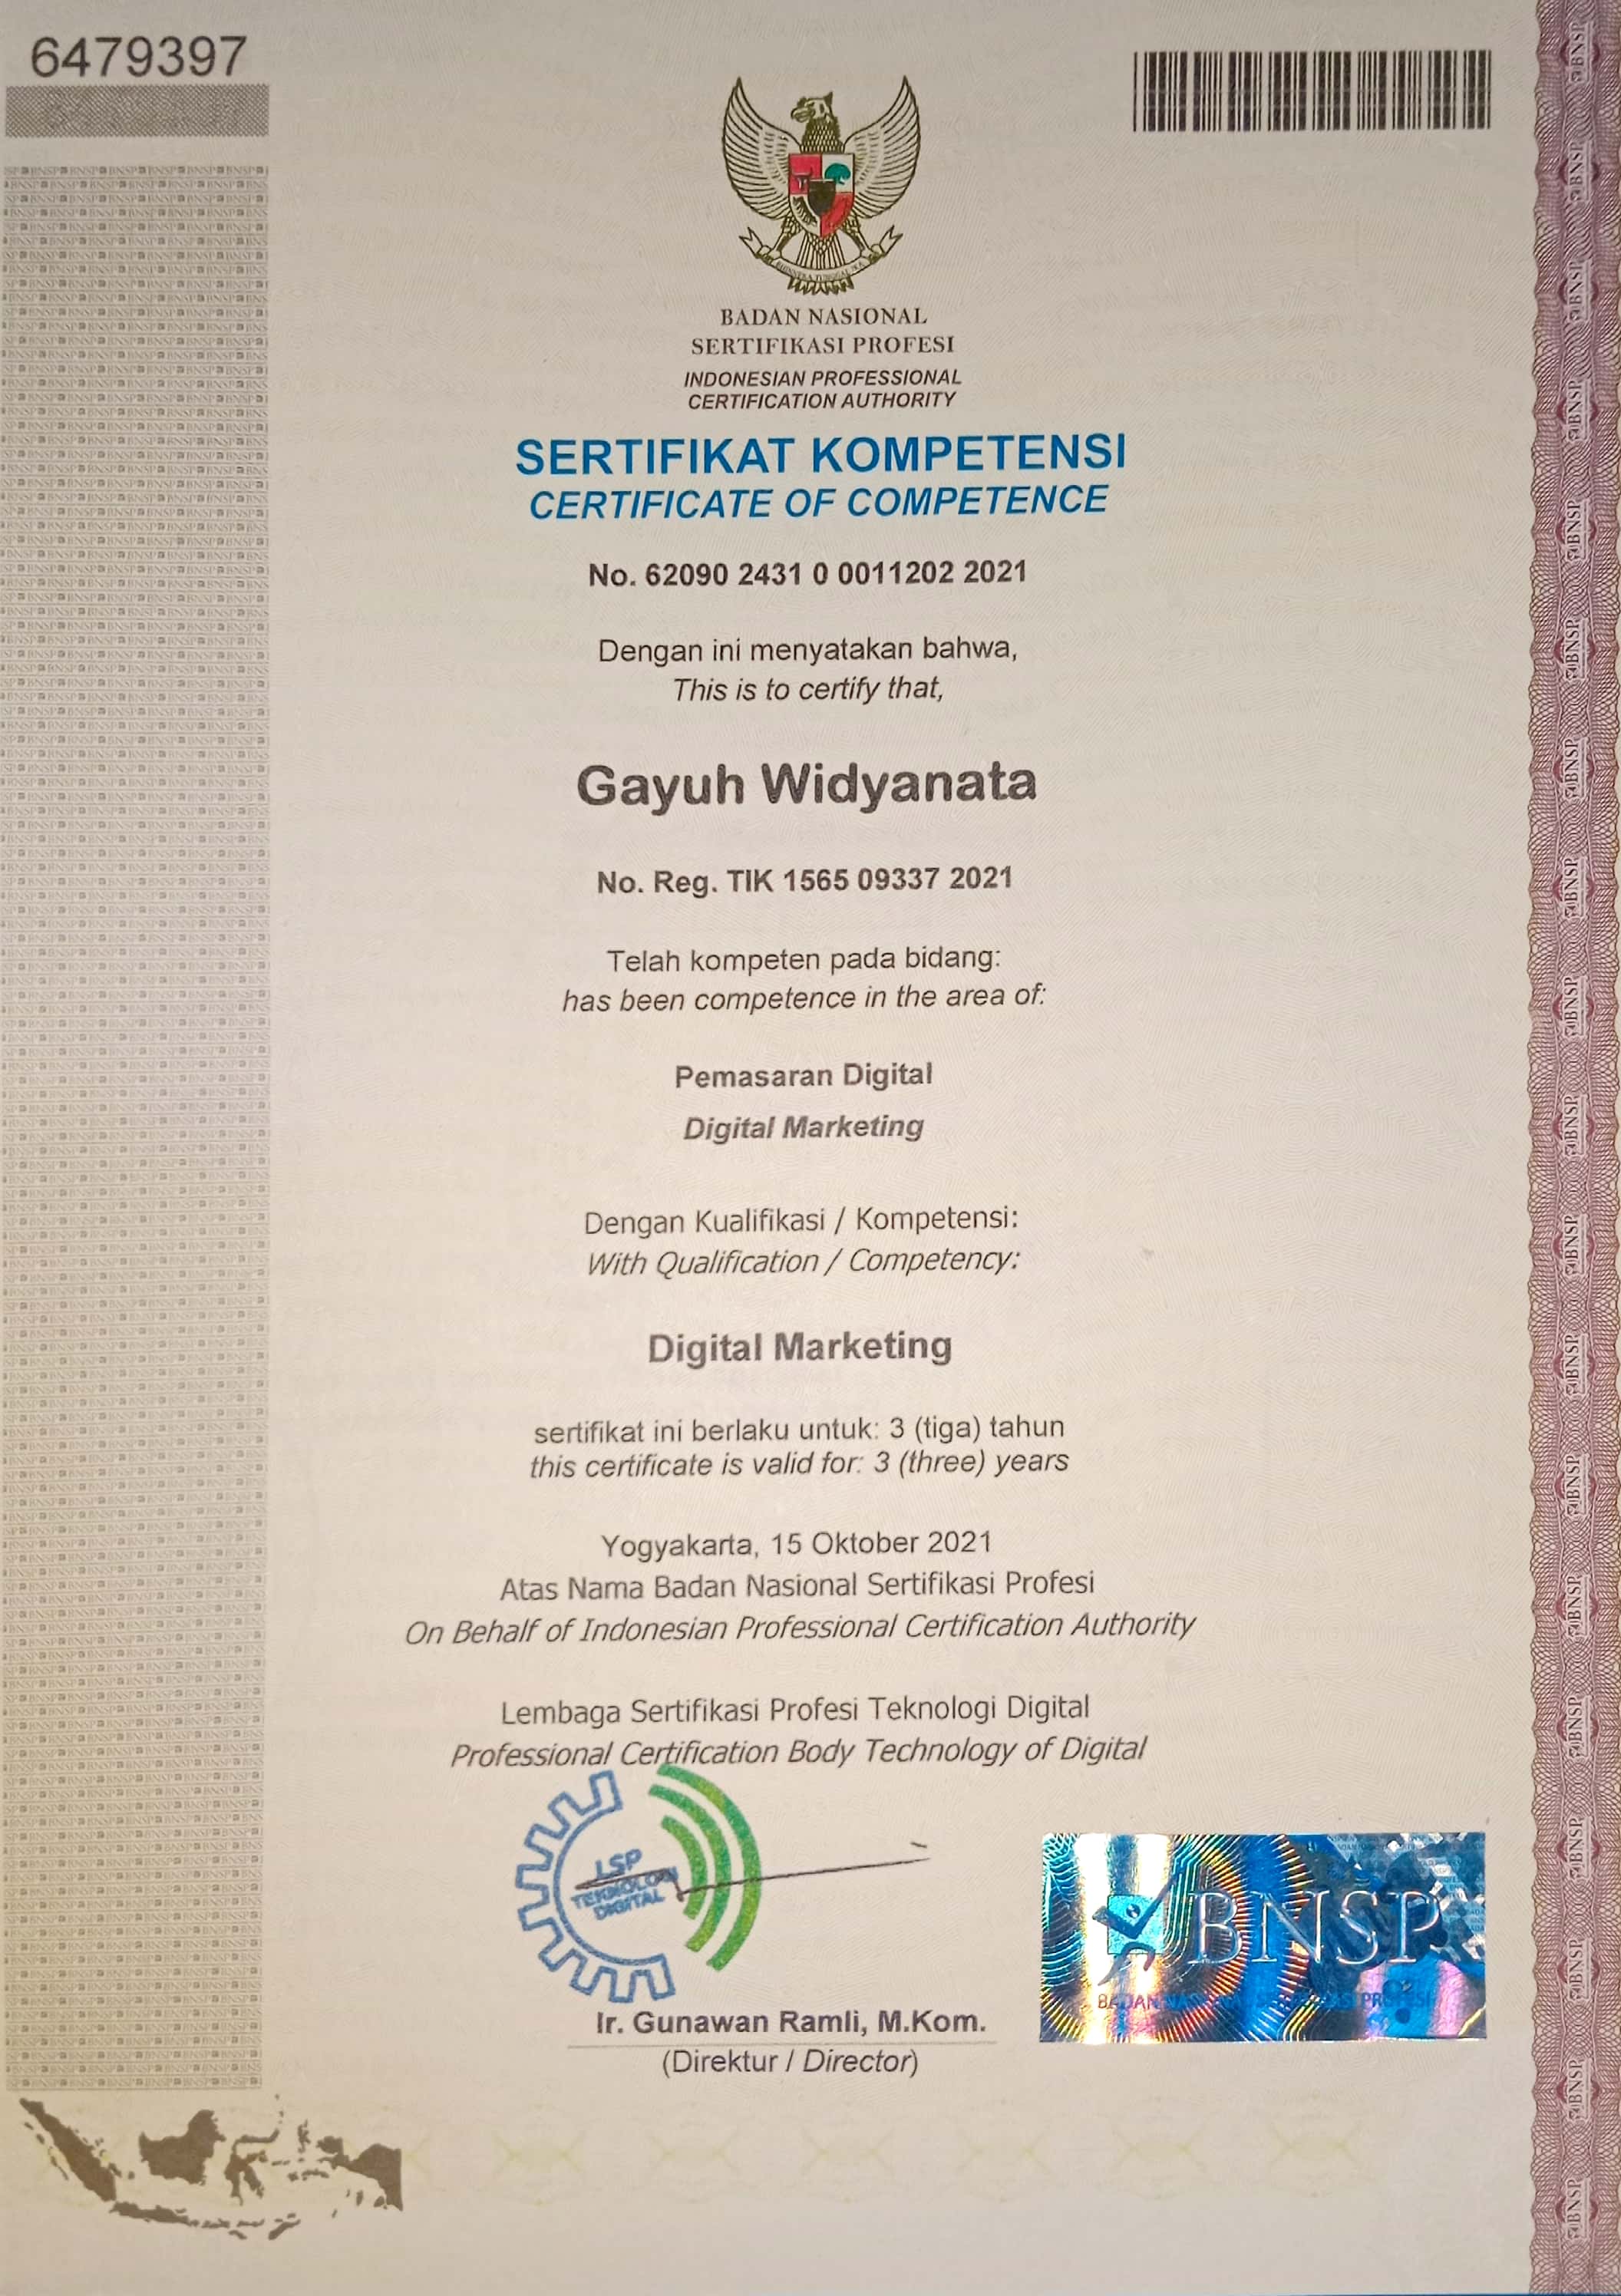 6479397
BADAN NASIONAL
SERTIFIKASI PROFESI
INDONESIAN PROFESSIONAL
CERTIFICATION AUTHORITY
SERTIFIKAT KOMPETENSI
CERTIFICATE OF COMPETENCE
No. 62090 2431 0 0011202 2021
Dengan ini menyatakan bahwa,
This is to certify that,
Gayuh Widyanata
No. Reg. TIK 1565 09337 2021
Telah kompeten pada bidang:
has been competence in the area of:
Pemasaran Digital
Digital Marketing
Dengan Kualifikasi / Kompetensi:
With Qualification / Competency:
Digital Marketing
sertifikat ini berlaku untuk: 3 (tiga) tahun
this certificate is valid for: 3 (three) years
Yogyakarta, 15 Oktober 2021
Atas Nama Badan Nasional Sertifikasi Profesi
On Behalf of Indonesian Professional Certification Authority
Lembaga Sertifikasi Profesi Teknologi Digital
Professional Certification Body Technology of Digital
LSP
TEKNOLOGI
DIGITAL
BNSP
BADAN
Ir. Gunawan Ramli, M.Kom.
(Direktur / Director)